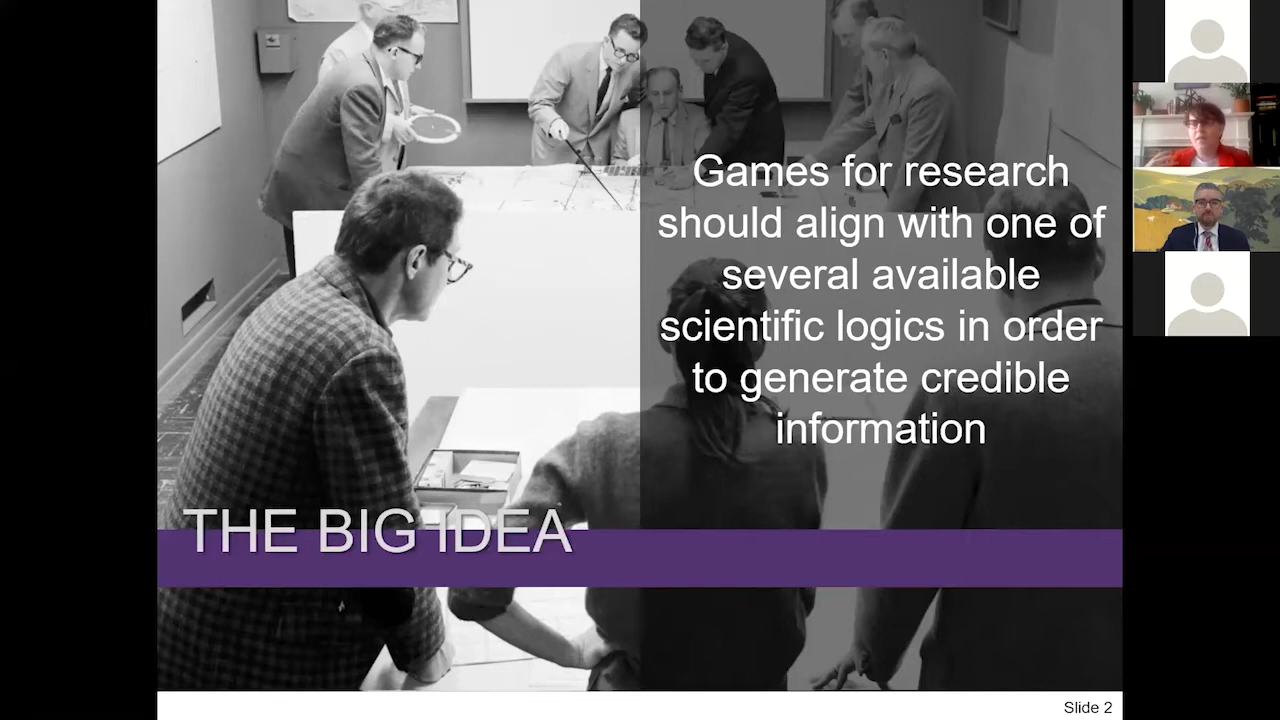 Games for research
should align with one of
several available
scientific logics in order
to generate credible
information
THE BIG IDEA
Slide 2